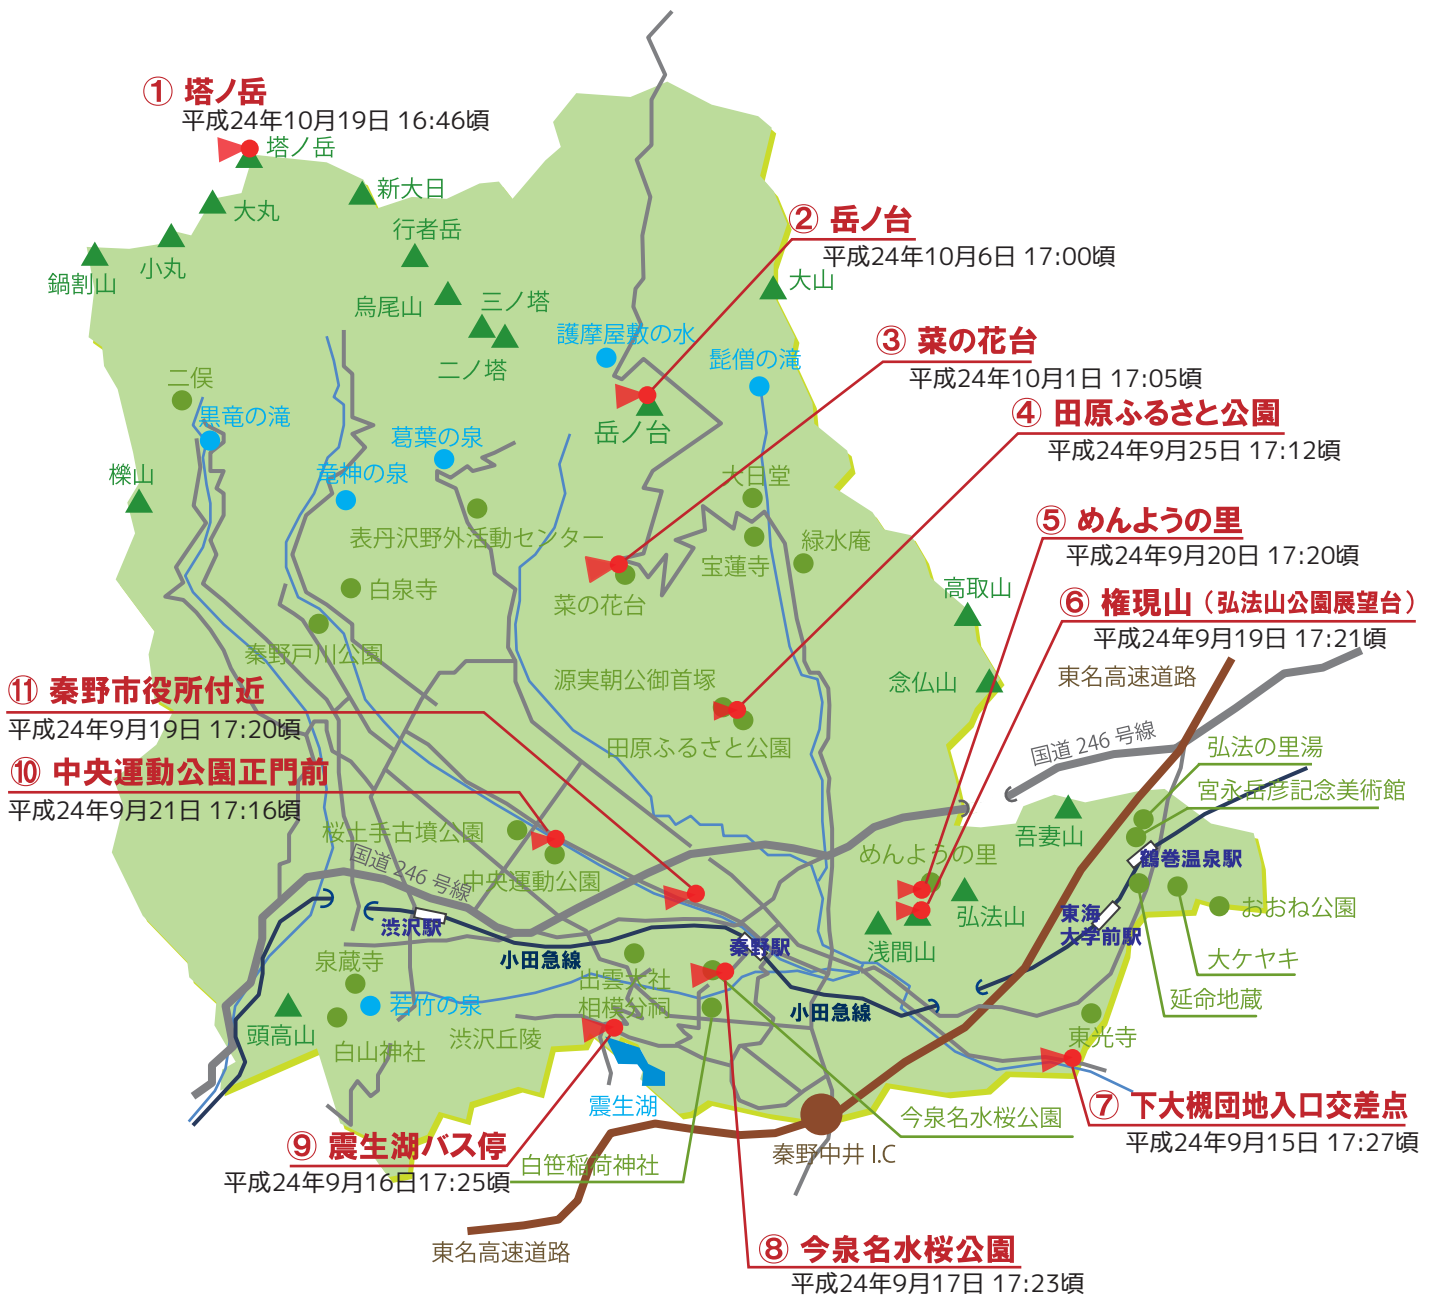 ① 塔ノ岳
平成24年10月19日 16:46頃
塔ノ岳
新大日
大丸
行者岳
小丸
鍋割山
烏尾山
三ノ塔
二ノ塔
② 岳ノ台
平成24年10月6日 17:00頃
大山
護摩屋敷の水
髭僧の滝
③ 菜の花台
平成24年10月1日 17:05頃
二俣
黒竜の滝
岳ノ台
葛葉の泉
④ 田原ふるさと公園
平成24年9月25日 17:12頃
櫟山
竜神の泉
大日堂
表丹沢野外活動センター
緑水庵
宝蓮寺
⑤ めんようの里
平成24年9月20日 17:20頃
白泉寺
菜の花台
高取山
⑥ 権現山（弘法山公園展望台）
平成24年9月19日 17:21頃
秦野戸川公園
源実朝公御首塚
念仏山
東名高速道路
⑪ 秦野市役所付近
平成24年9月19日 17:20頃
田原ふるさと公園
国道 246 号線
弘法の里湯
⑩ 中央運動公園正門前
平成24年9月21日 17:16頃
宮永岳彦記念美術館
桜土手古墳公園
吾妻山
国道 246 号線
中央運動公園
めんようの里
鶴巻温泉駅
弘法山
おおね公園
渋沢駅
東海
大学前駅
秦野駅
浅間山
小田急線
泉蔵寺
大ケヤキ
出雲大社
相模分祠
若竹の泉
延命地蔵
小田急線
頭高山
白山神社
渋沢丘陵
東光寺
震生湖
今泉名水桜公園
⑦ 下大槻団地入口交差点
平成24年9月15日 17:27頃
⑨ 震生湖バス停
平成24年9月16日17:25頃
白笹稲荷神社
秦野中井 I.C
東名高速道路
⑧ 今泉名水桜公園
平成24年9月17日 17:23頃